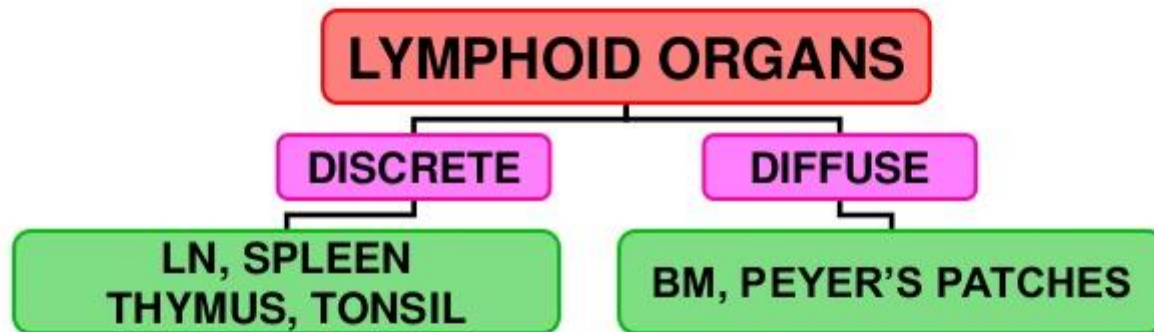 LYMPHOID ORGANS
DISCRETE
DIFFUSE
LN, SPLEEN
THYMUS, TONSIL
BM, PEYER'S PATCHES